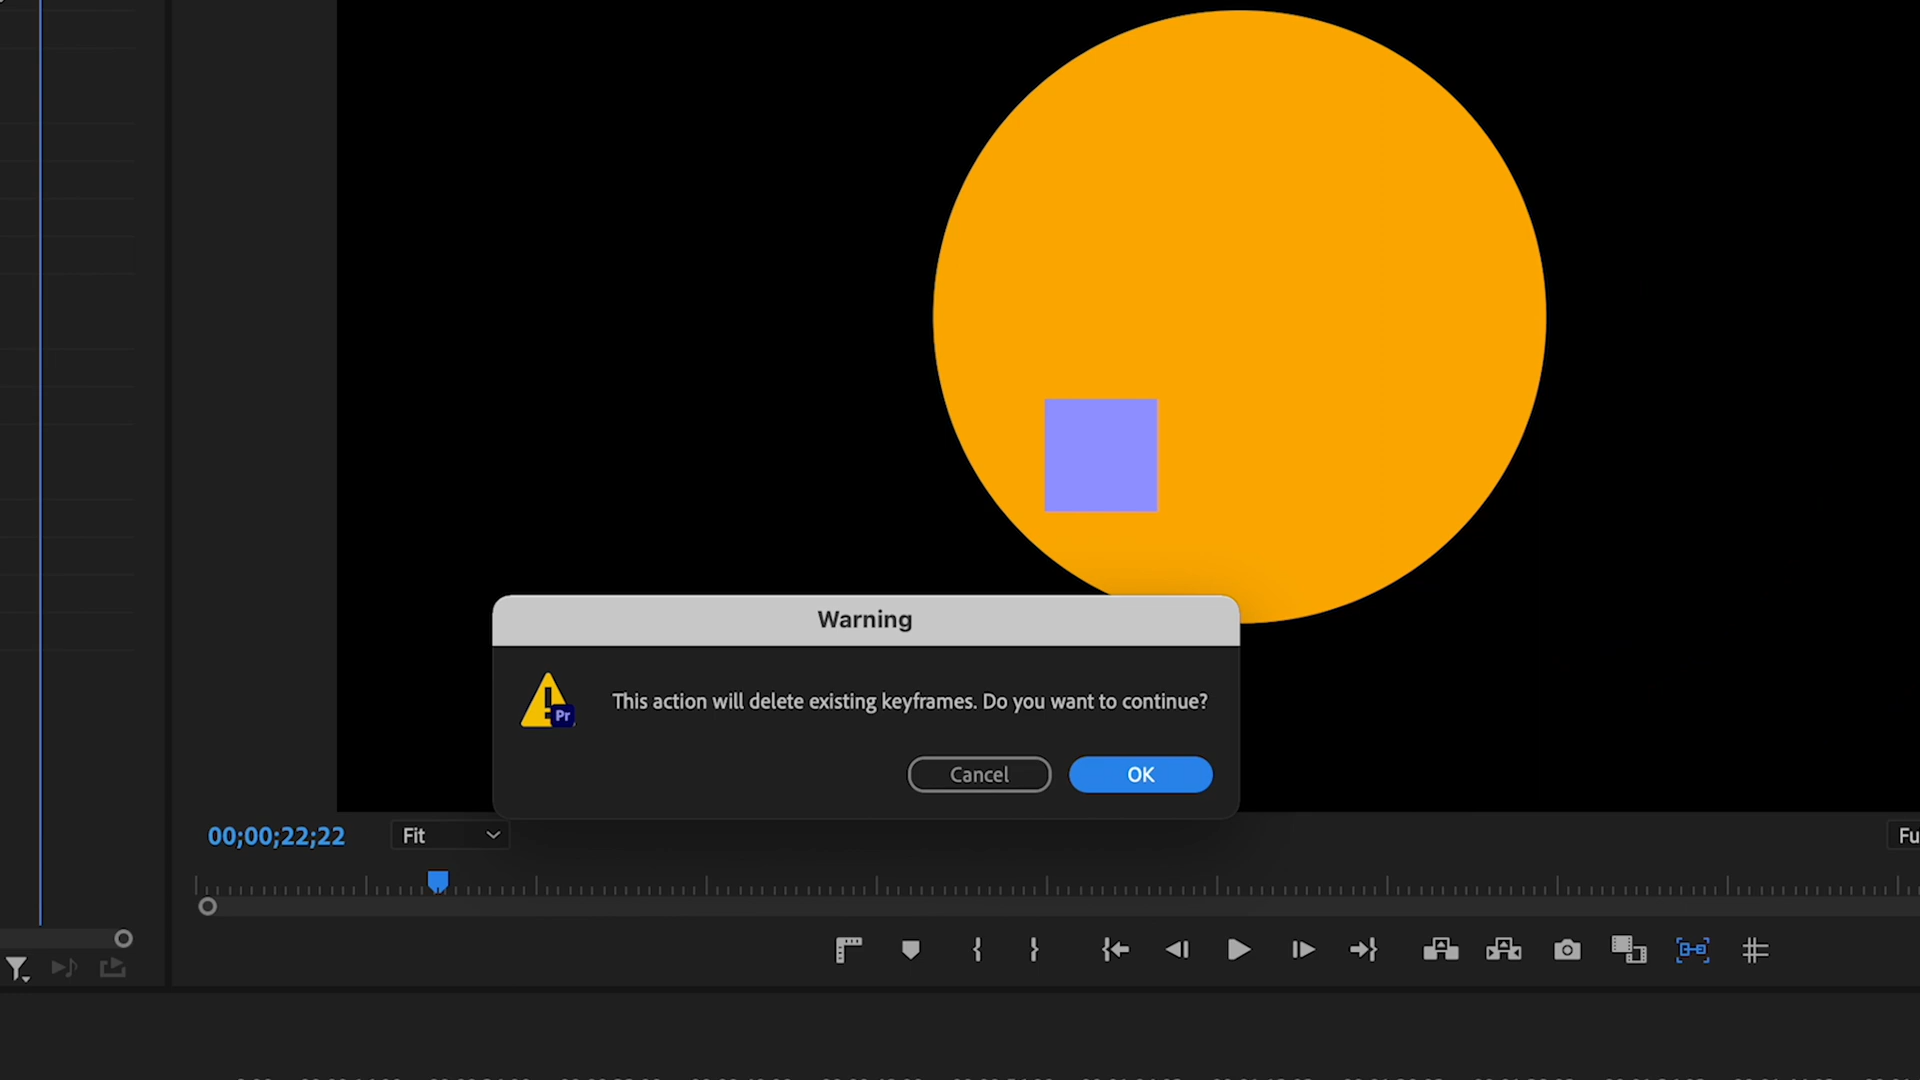 Warning
Pr
This action will delete existing keyframes. Do you want to continue?
Cancel
OK
00;00;22;22
Fit
Fu